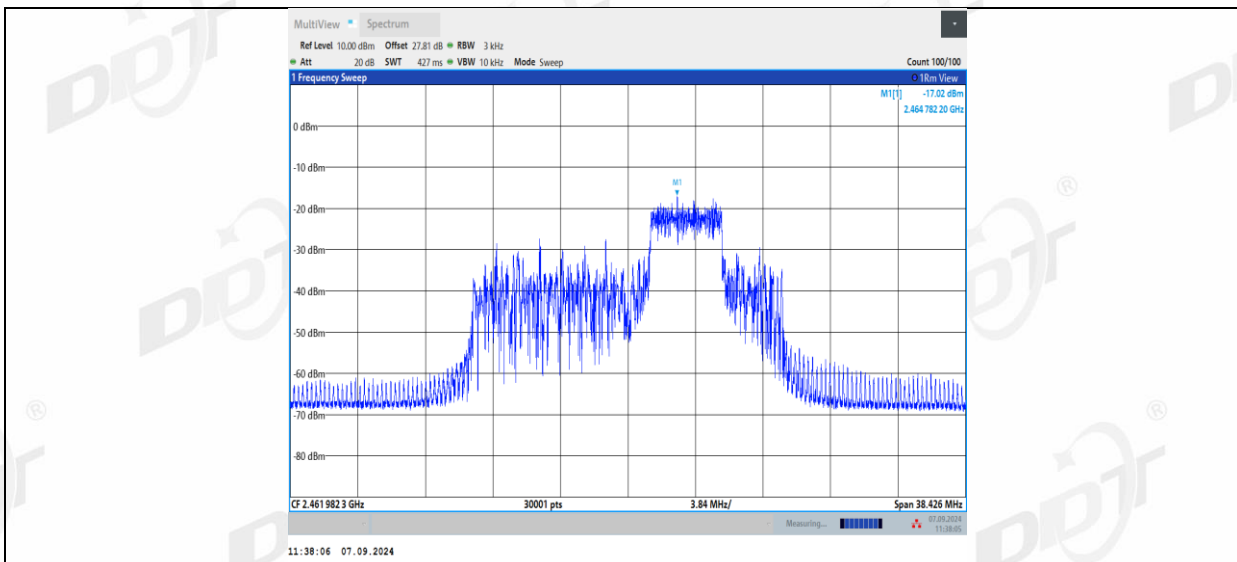 MultiView Spectrum
Ref Level 10.00 dBm Offset 27.81 dB RBW 3 kHz
Att 20 dB SWT 427 ms VBW 10 kHz Mode Sweep Count 100/100
1 Frequency Sweep 1Rm View
M1[1] -17.02 dBm
2.464 782 20 GHz
0 dBm
-10 dBm
M1
-20 dBm
-30 dBm
-40 dBm
-50 dBm
-60 dBm
-70 dBm
-80 dBm
CF 2.461 982 3 GHz 30001 pts 3.84 MHz/ Span 38.426 MHz
Measuring... 07.09.2024
11:38:05
11:38:06 07.09.2024
DDT
®
DDT
®
DDT
®
DDT
®